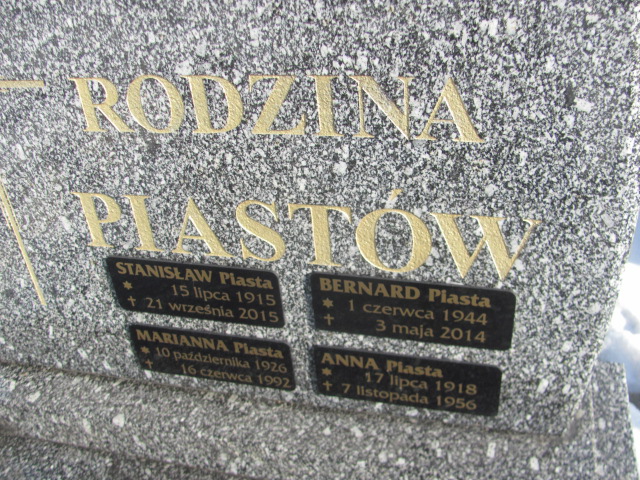 RODZINA
PIASTÓW
STANISŁAW Piasta
* 15 lipca 1915
† 21 września 2015
MARIANNA Piasta
* 10 października 1926
† 16 czerwca 1992
BERNARD Piasta
* 1 czerwca 1944
† 3 maja 2014
ANNA Piasta
* 17 lipca 1918
† 7 listopada 1956